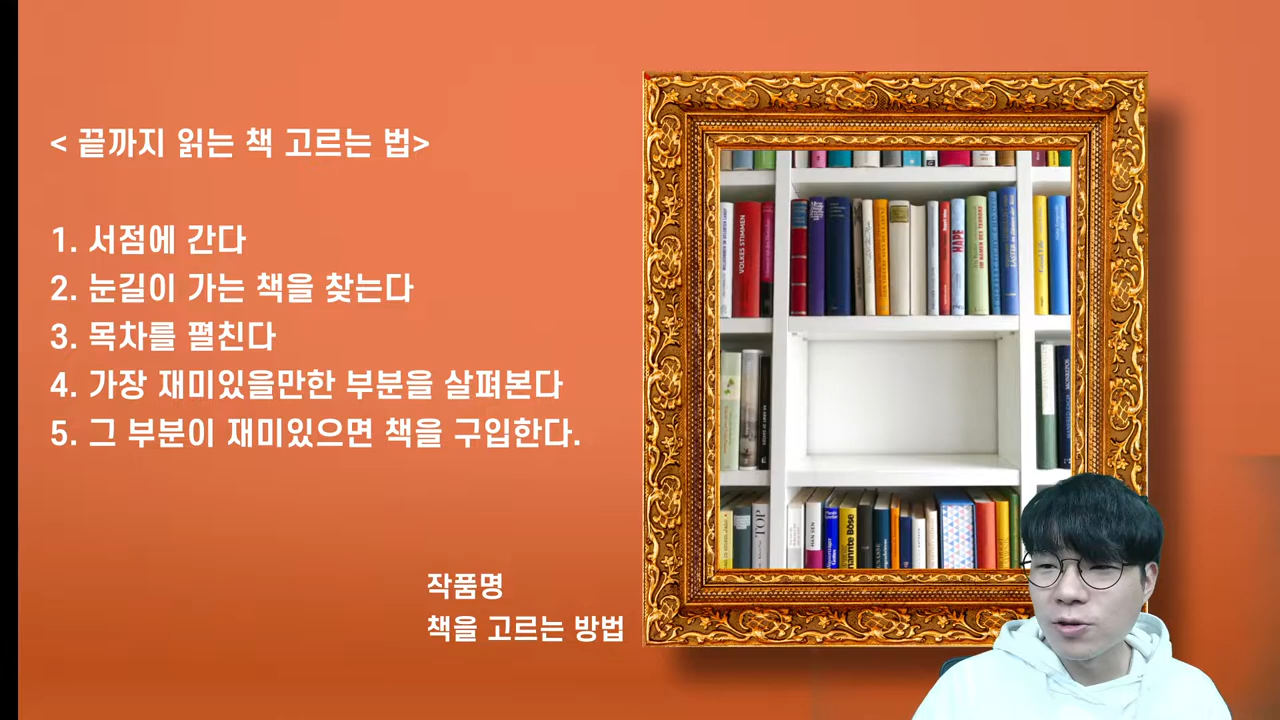 < 끝까지 읽는 책 고르는 법>
1. 서점에 간다
2. 눈길이 가는 책을 찾는다
3. 목차를 펼친다
4. 가장 재미있을만한 부분을 살펴본다
5. 그 부분이 재미있으면 책을 구입한다.
작품명
책을 고르는 방법
VOLKES STIMMEN
HAPE
TOP